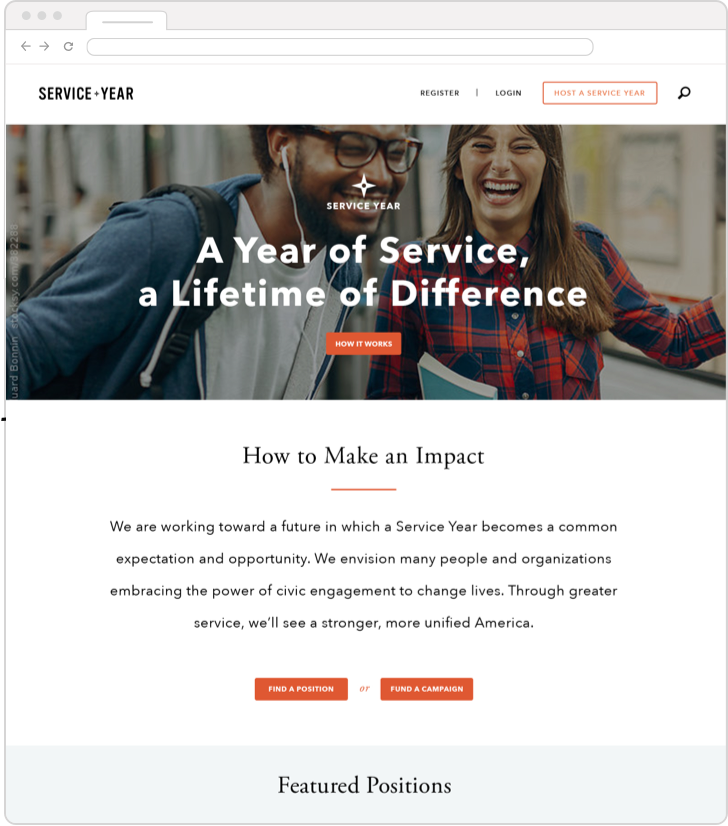 SERVICE+YEAR
REGISTER | LOGIN HOST A SERVICE YEAR
SERVICE YEAR
A Year of Service,
a Lifetime of Difference
HOW IT WORKS
How to Make an Impact
We are working toward a future in which a Service Year becomes a common
expectation and opportunity. We envision many people and organizations
embracing the power of civic engagement to change lives. Through greater
service, we’ll see a stronger, more unified America.
FIND A POSITION or FUND A CAMPAIGN
Featured Positions